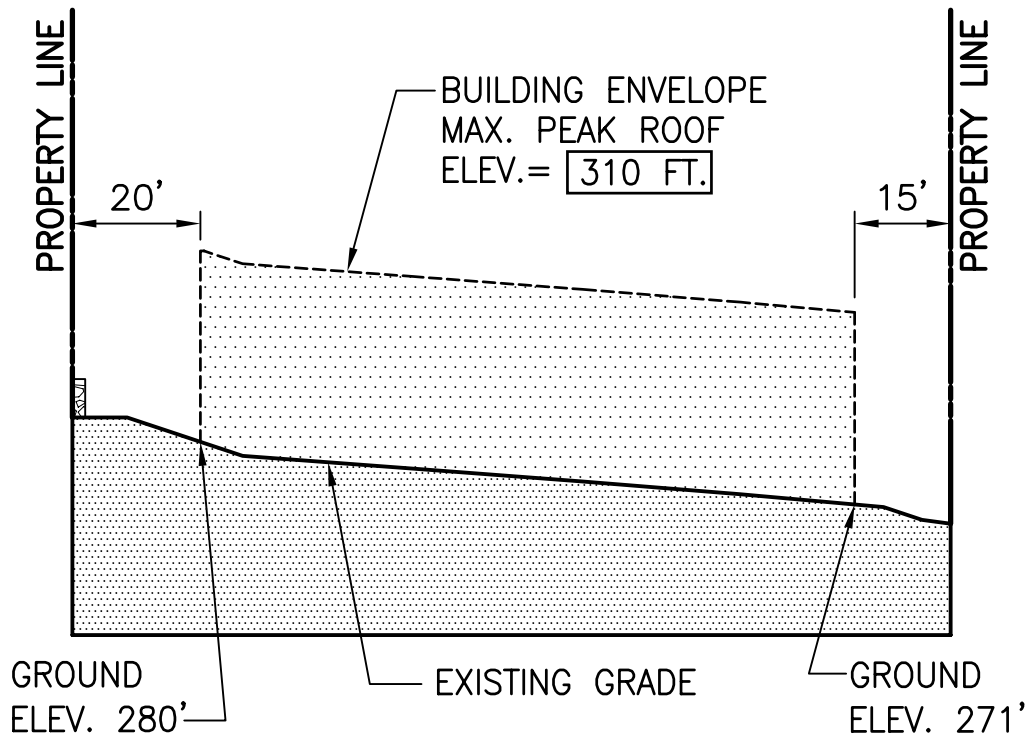 PROPERTY LINE
PROPERTY LINE
BUILDING ENVELOPE
MAX. PEAK ROOF
ELEV.= 310 FT.
20'
15'
GROUND
ELEV. 280'
EXISTING GRADE
GROUND
ELEV. 271'